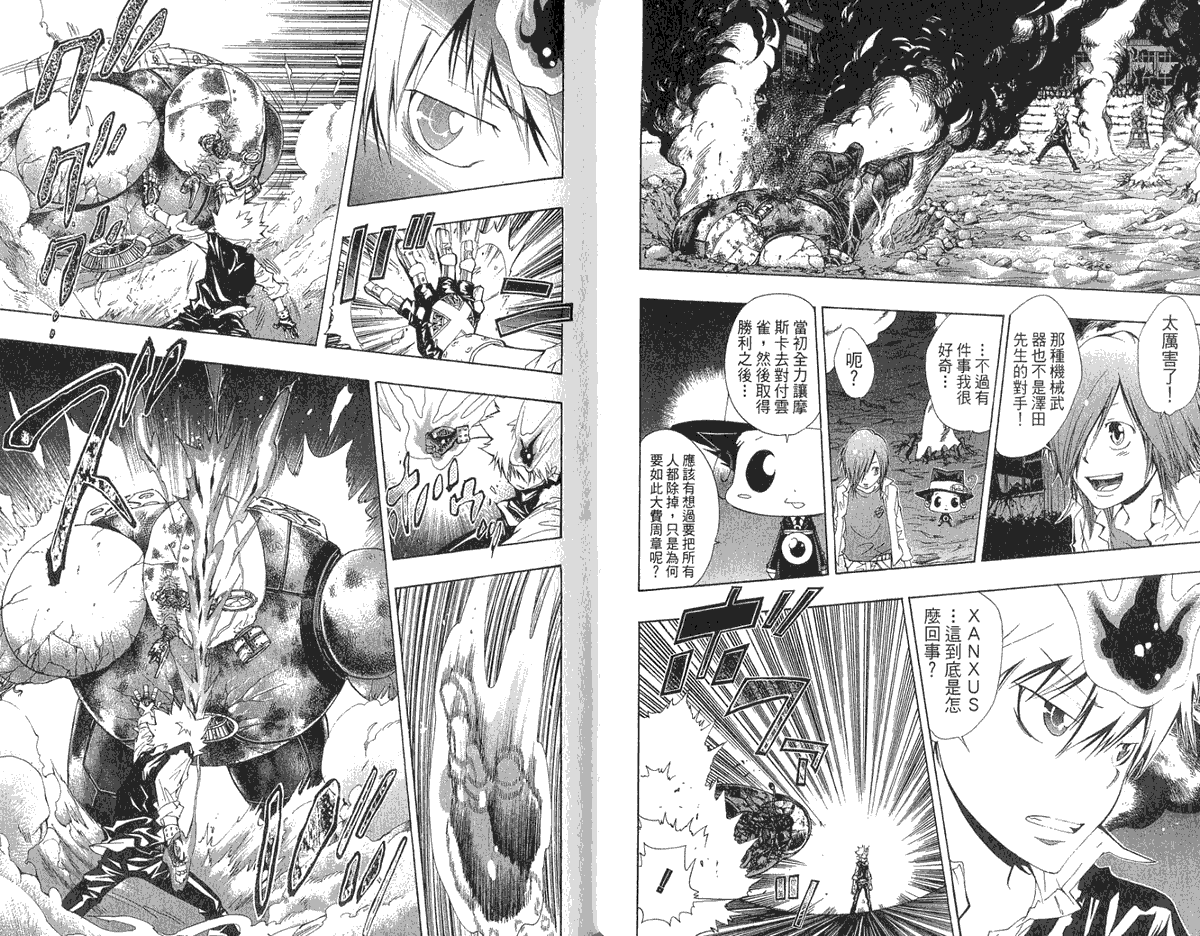 太厲害了！
那種機械武
器也不是澤田
先生的對手！
…不過有
件事我很
好奇…
呃？
當初全力讓摩
斯卡去對付雲
雀，然後取得
勝利之後…
應該有想過要把所有
人都除掉，只是為何
要如此大費周章呢？
XANXUS
…這到底是怎
麼回事？